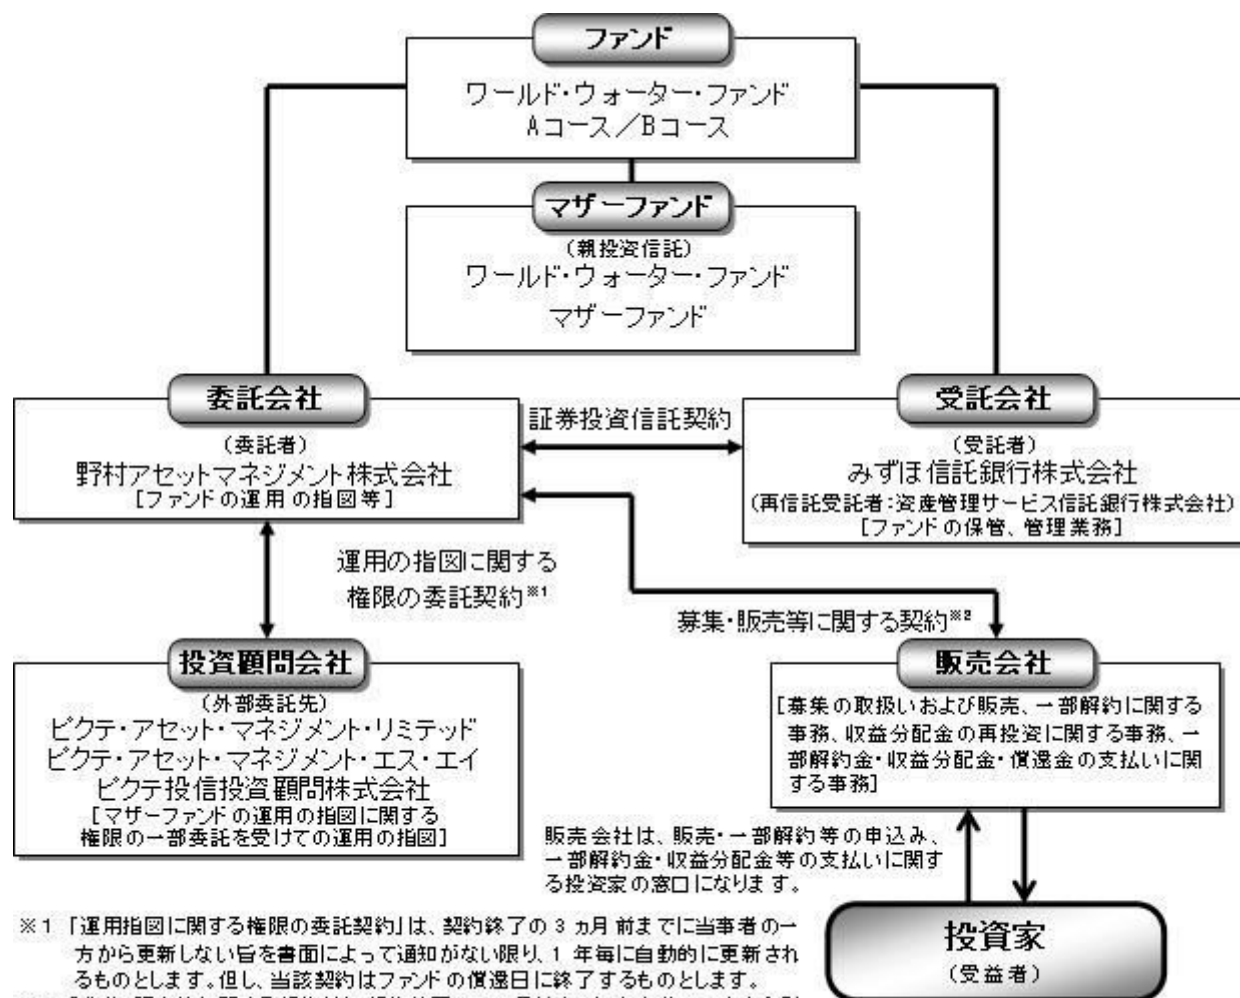 ファンド
ワールド・ウォーター・ファンド
Aコース／Bコース
マザーファンド
(親投資信託)
ワールド・ウォーター・ファンド
マザーファンド
委託会社
(委託者)
野村アセットマネジメント株式会社
[ファンドの運用の指図等]
証券投資信託契約
受託会社
(受託者)
みずほ信託銀行株式会社
(再信託受託者：資産管理サービス信託銀行株式会社)
[ファンドの保管、管理業務]
運用の指図に関する
権限の委託契約※1
募集・販売等に関する契約※2
投資顧問会社
(外部委託先)
ピクテ・アセット・マネジメント・リミテッド
ピクテ・アセット・マネジメント・エス・エイ
ピクテ投信投資顧問株式会社
[マザーファンドの運用の指図に関する
権限の一部委託を受けての運用の指図]
販売会社
[募集の取扱いおよび販売、一部解約に関する
事務、収益分配金の再投資に関する事務、一
部解約金・収益分配金・償還金の支払いに関
する事務]
販売会社は、販売・一部解約等の申込み、
一部解約金・収益分配金等の支払いに関す
る投資家の窓口になります。
投資家
(受益者)
※1 「運用指図に関する権限の委託契約」は、契約終了の3ヵ月前までに当事者の一
方から更新しない旨を書面によって通知がない限り、1年毎に自動的に更新され
るものとします。但し、当該契約はファンドの償還日に終了するものとします。